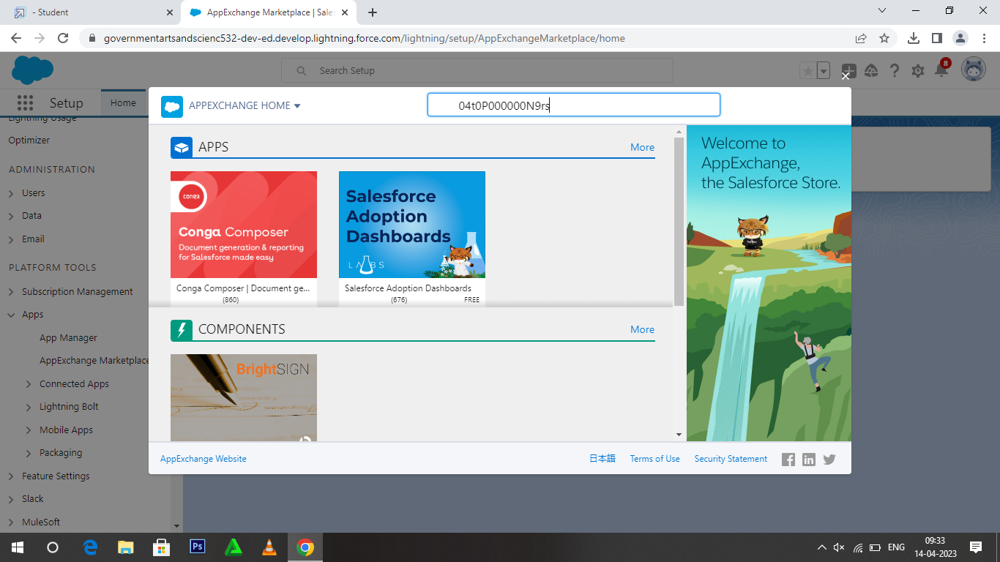 - Student
AppExchange Marketplace | Sales
governmentartsandscienc532-dev-ed.develop.lightning.force.com/lightning/setup/AppExchangeMarketplace/home
Search Setup
8
Setup
Home
APPEXCHANGE HOME
04t0P000000N9rs
Lightning Usage
Optimizer
ADMINISTRATION
Users
Data
Email
PLATFORM TOOLS
Subscription Management
Apps
App Manager
AppExchange Marketplace
Connected Apps
Lightning Bolt
Mobile Apps
Packaging
Feature Settings
Slack
MuleSoft
APPS
More
conga
Conga Composer
Document generation & reporting
for Salesforce made easy
Conga Composer | Document ge...
(860)
Salesforce
Adoption
Dashboards
LABS
Salesforce Adoption Dashboards
(676)
FREE
COMPONENTS
More
BrightSIGN
Welcome to
AppExchange,
the Salesforce Store.
AppExchange Website
日本語
Terms of Use
Security Statement
Ps
ENG
09:33
14-04-2023